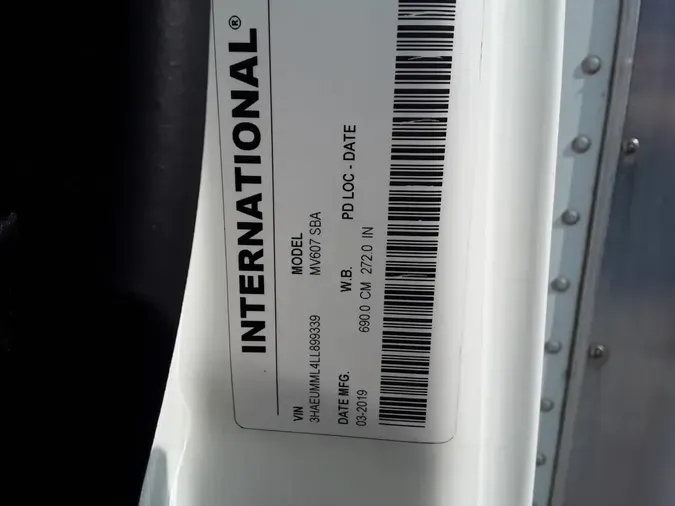 INTERNATIONAL®
VIN MODEL
3HAEUMML4LL899339 MV607 SBA
DATE MFG. W.B. PD LOC - DATE
03-2019 690.0 CM 272.0 IN